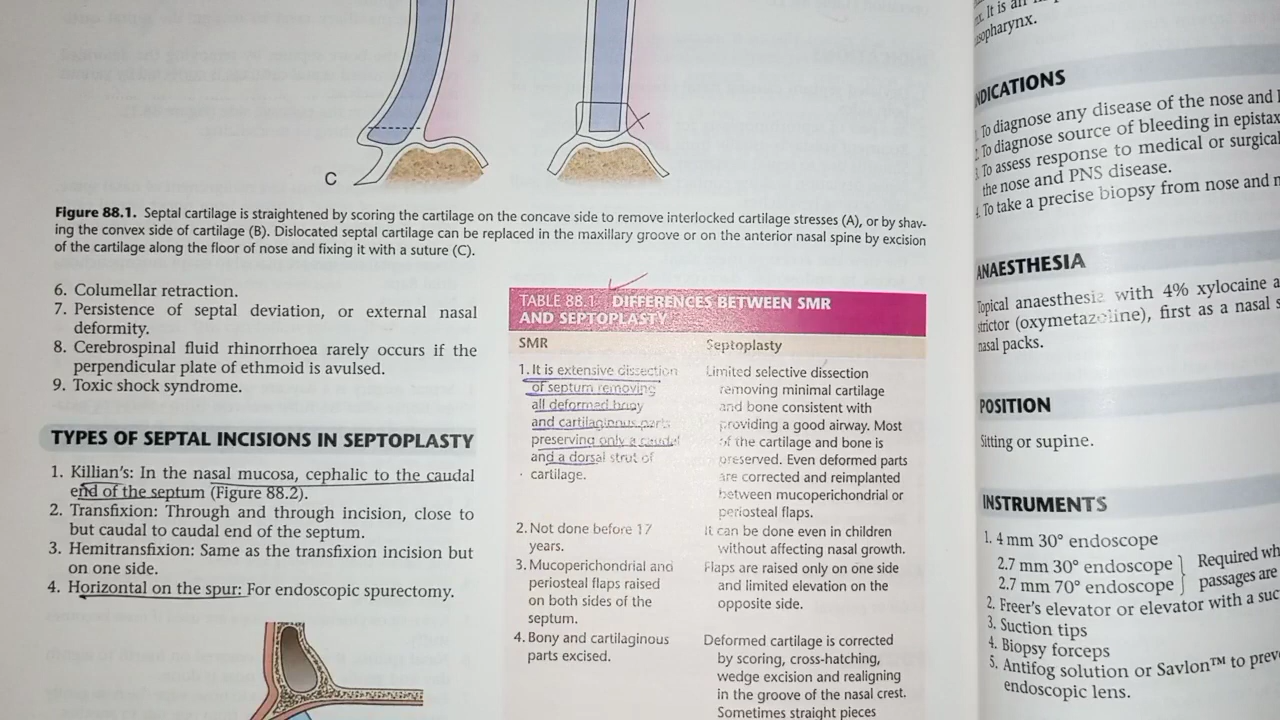 C
Figure 88.1. Septal cartilage is straightened by scoring the cartilage on the concave side to remove interlocked cartilage stresses (A), or by shav-
ing the convex side of cartilage (B). Dislocated septal cartilage can be replaced in the maxillary groove or on the anterior nasal spine by excision
of the cartilage along the floor of nose and fixing it with a suture (C).
6. Columellar retraction.
7. Persistence of septal deviation, or external nasal
deformity.
8. Cerebrospinal fluid rhinorrhoea rarely occurs if the
perpendicular plate of ethmoid is avulsed.
9. Toxic shock syndrome.
TYPES OF SEPTAL INCISIONS IN SEPTOPLASTY
1. Killian's: In the nasal mucosa, cephalic to the caudal
end of the septum (Figure 88.2).
2. Transfixion: Through and through incision, close to
but caudal to caudal end of the septum.
3. Hemitransfixion: Same as the transfixion incision but
on one side.
4. Horizontal on the spur: For endoscopic spurectomy.
TABLE 88.1 DIFFERENCES BETWEEN SMR
AND SEPTOPLASTY
SMR
1. It is extensive dissection
of septum removing
all deformed bony
and cartilaginous parts
preserving only a caudal
and a dorsal strut of
cartilage.
2. Not done before 17
years.
3. Mucoperichondrial and
periosteal flaps raised
on both sides of the
septum.
4. Bony and cartilaginous
parts excised.
Septoplasty
Limited selective dissection
removing minimal cartilage
and bone consistent with
providing a good airway. Most
of the cartilage and bone is
preserved. Even deformed parts
are corrected and reimplanted
between mucoperichondrial or
periosteal flaps.
It can be done even in children
without affecting nasal growth.
Flaps are raised only on one side
and limited elevation on the
opposite side.
Deformed cartilage is corrected
by scoring, cross-hatching,
wedge excision and realigning
in the groove of the nasal crest.
Sometimes straight pieces
It is
NDICATIONS
To diagnose any disease of the nose and
To diagnose source of bleeding in epistax
To assess response to medical or surgica
the nose and PNS disease.
To take a precise biopsy from nose and
ANAESTHESIA
Topical anaesthesia with 4% xylocaine a
strictor (oxymetazoline), first as a nasal s
nasal packs.
POSITION
Sitting or supine.
INSTRUMENTS
1. 4 mm 30° endoscope
2.7 mm 30° endoscope
2.7 mm 70° endoscope
Required wh
passages are
2. Freer's elevator or elevator with a suc
3. Suction tips
4. Biopsy forceps
5. Antifog solution or Savlon™ to prev
endoscopic lens.